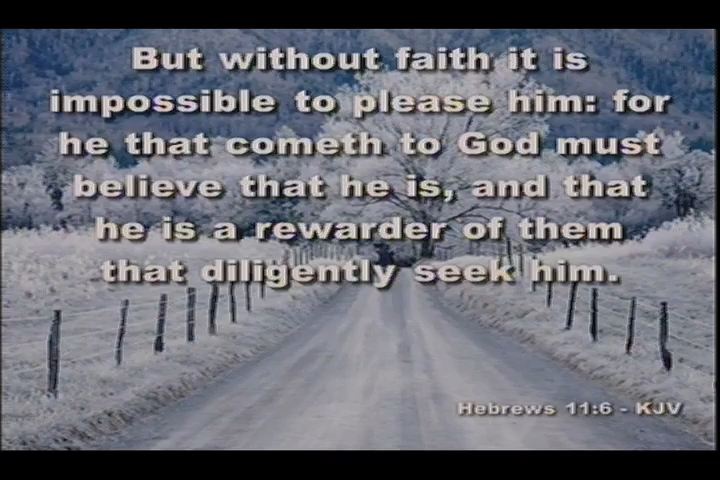 But without faith it is
impossible to please him: for
he that cometh to God must
believe that he is, and that
he is a rewarder of them
that diligently seek him.
Hebrews 11:6 - KJV